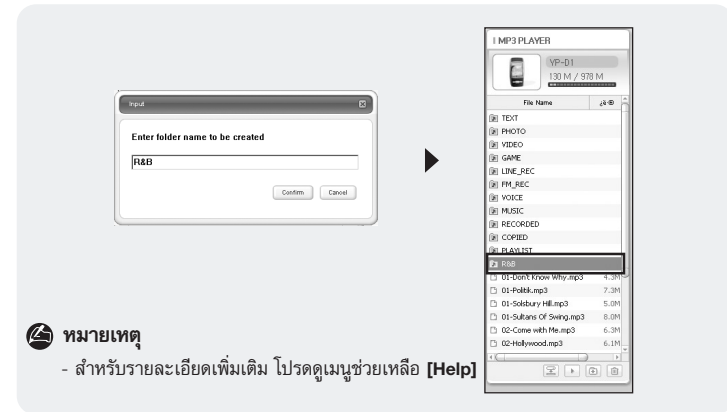 Input
Enter folder name to be created
R&B
Confirm Cancel
MP3 PLAYER
YP-D1
130 M / 978 M
File Name
TEXT
PHOTO
VIDEO
GAME
LINE_REC
FM_REC
VOICE
MUSIC
RECORDED
COPIED
PLAYLIST
R&B
01-Don't Know Why.mp3 4.3M
01-Politik.mp3 7.3M
01-Solsbury Hill.mp3 5.0M
01-Sultans Of Swing.mp3 8.0M
02-Come with Me.mp3 6.3M
02-Hollywood.mp3 6.1M
หมายเหตุ
- สำหรับรายละเอียดเพิ่มเติม โปรดดูเมนูช่วยเหลือ [Help]